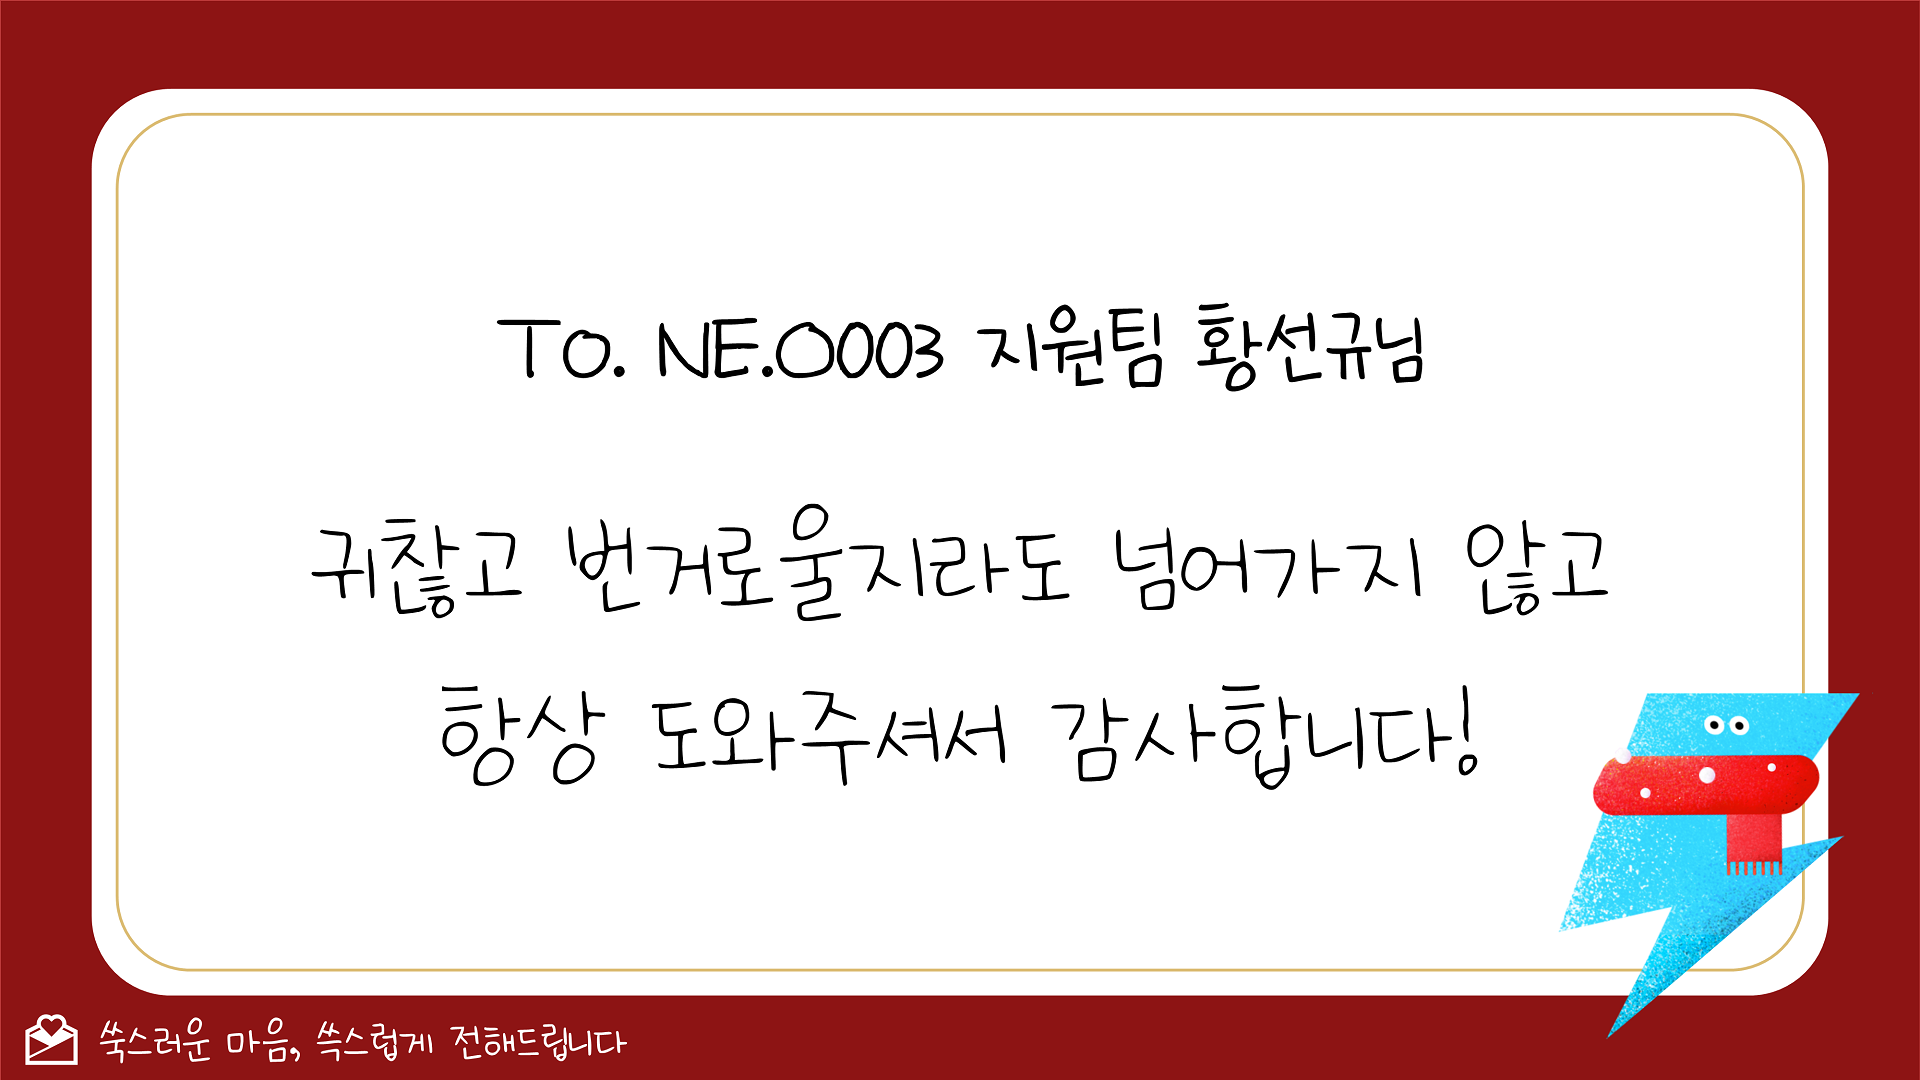 To. NE.0003 지원팀 황선규님
귀찮고 번거로울지라도 넘어가지 않고
항상 도와주셔서 감사합니다!
쑥스러운 마음, 쓱스럽게 전해드립니다